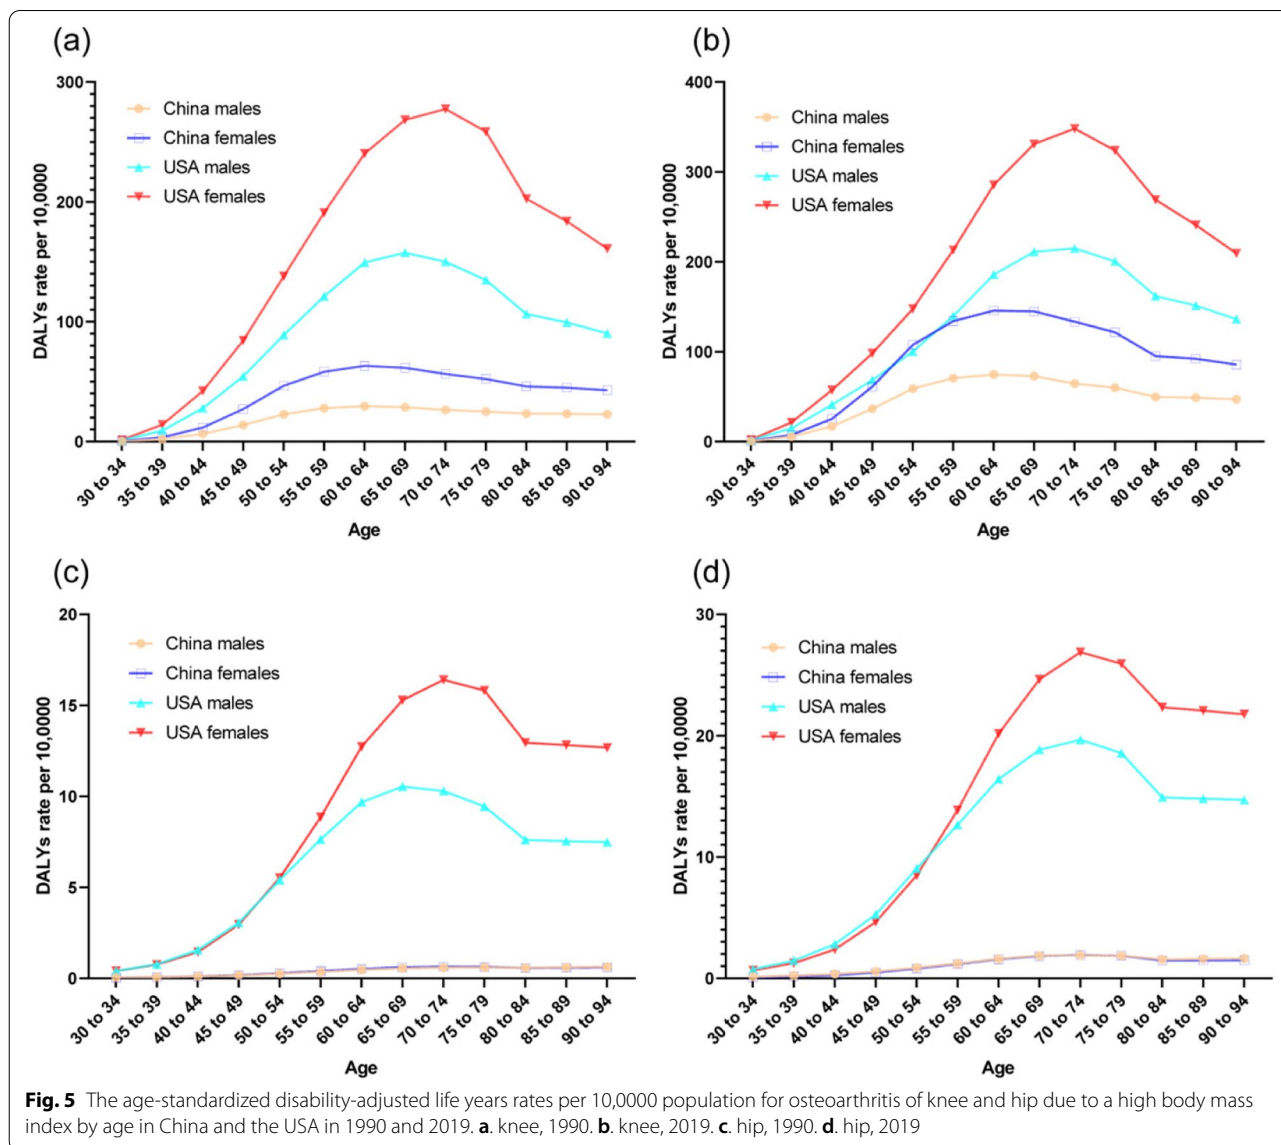 (a)
300
200
100
0
DALYs rate per 10,0000
China males
China females
USA males
USA females
30 to 34
35 to 39
40 to 44
45 to 49
50 to 54
55 to 59
60 to 64
65 to 69
70 to 74
75 to 79
80 to 84
85 to 89
90 to 94
Age
(b)
400
300
200
100
0
DALYs rate per 10,0000
China males
China females
USA males
USA females
30 to 34
35 to 39
40 to 44
45 to 49
50 to 54
55 to 59
60 to 64
65 to 69
70 to 74
75 to 79
80 to 84
85 to 89
90 to 94
Age
(c)
20
15
10
5
0
DALYs rate per 10,0000
China males
China females
USA males
USA females
30 to 34
35 to 39
40 to 44
45 to 49
50 to 54
55 to 59
60 to 64
65 to 69
70 to 74
75 to 79
80 to 84
85 to 89
90 to 94
Age
(d)
30
20
10
0
DALYs rate per 10,0000
China males
China females
USA males
USA females
30 to 34
35 to 39
40 to 44
45 to 49
50 to 54
55 to 59
60 to 64
65 to 69
70 to 74
75 to 79
80 to 84
85 to 89
90 to 94
Age
Fig. 5 The age-standardized disability-adjusted life years rates per 10,0000 population for osteoarthritis of knee and hip due to a high body mass
index by age in China and the USA in 1990 and 2019. a. knee, 1990. b. knee, 2019. c. hip, 1990. d. hip, 2019